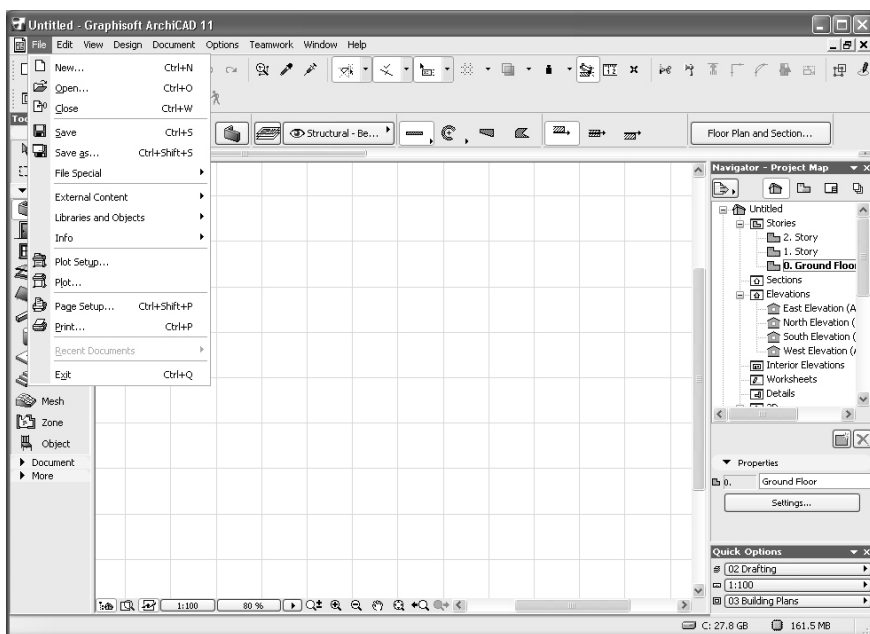 Untitled - Graphisoft ArchiCAD 11
File Edit View Design Document Options Teamwork Window Help
New... Ctrl+N
Open... Ctrl+O
Close Ctrl+W
Save Ctrl+S
Save as... Ctrl+Shift+S
File Special
External Content
Libraries and Objects
Info
Plot Setup...
Plot...
Page Setup... Ctrl+Shift+P
Print... Ctrl+P
Recent Documents
Exit Ctrl+Q
Mesh
Zone
Object
Document
More
Structural - Be...
Floor Plan and Section...
Navigator - Project Map
Untitled
Stories
2. Story
1. Story
0. Ground Floor
Sections
Elevations
East Elevation (A
North Elevation (
South Elevation (
West Elevation (
Interior Elevations
Worksheets
Details
Properties
0. Ground Floor
Settings...
Quick Options
02 Drafting
1:100
03 Building Plans
1:100 80 %
C: 27.8 GB 161.5 MB